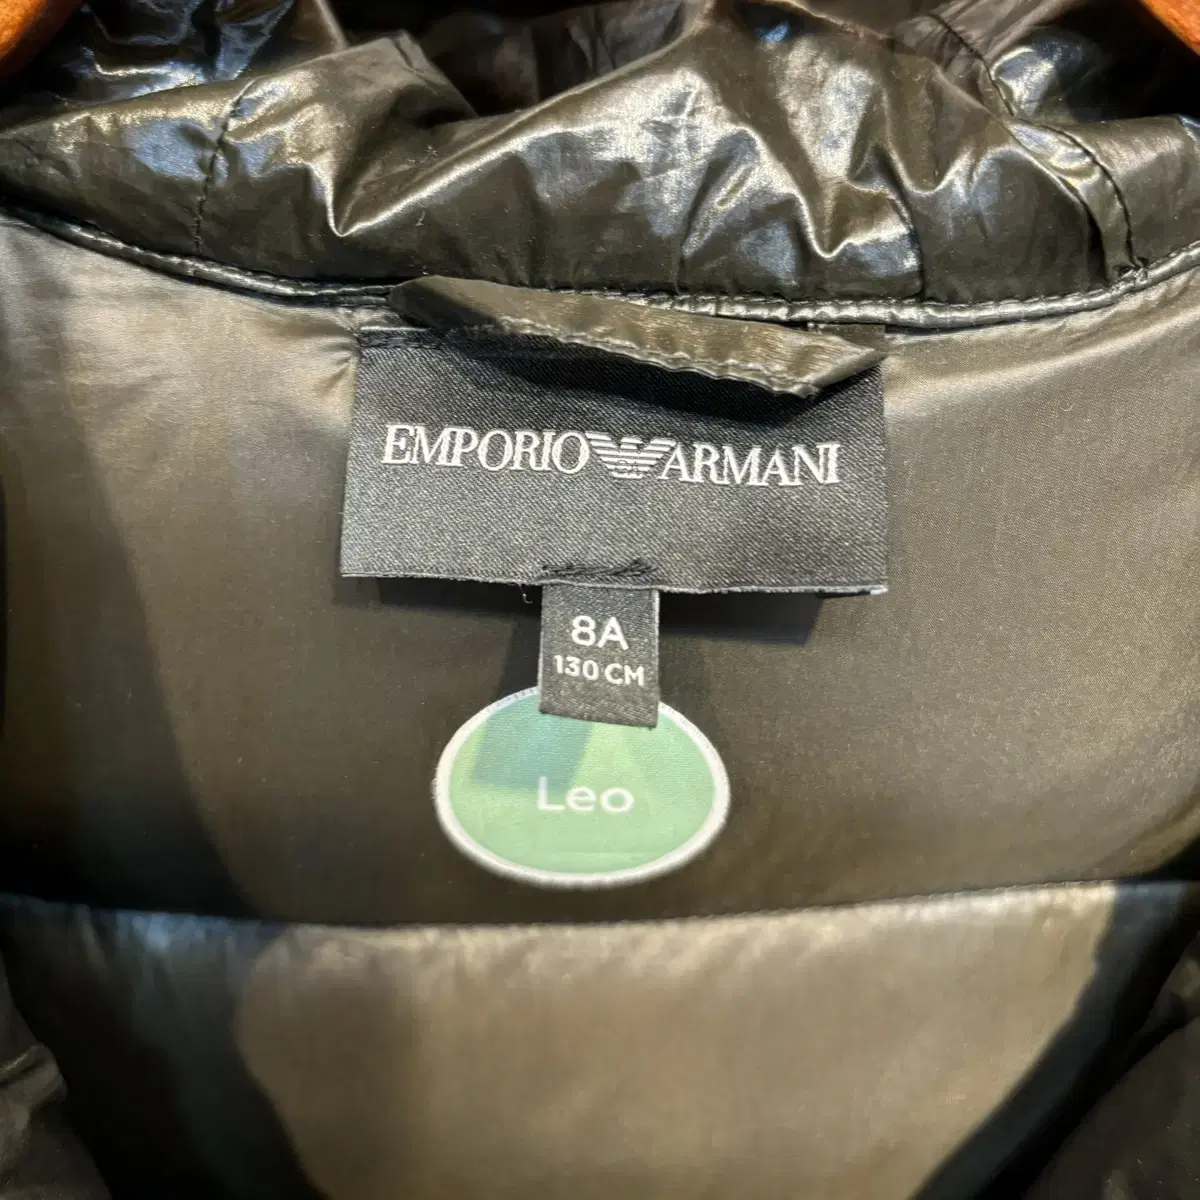 EMPORIO ARMANI
8A
130 CM
Leo